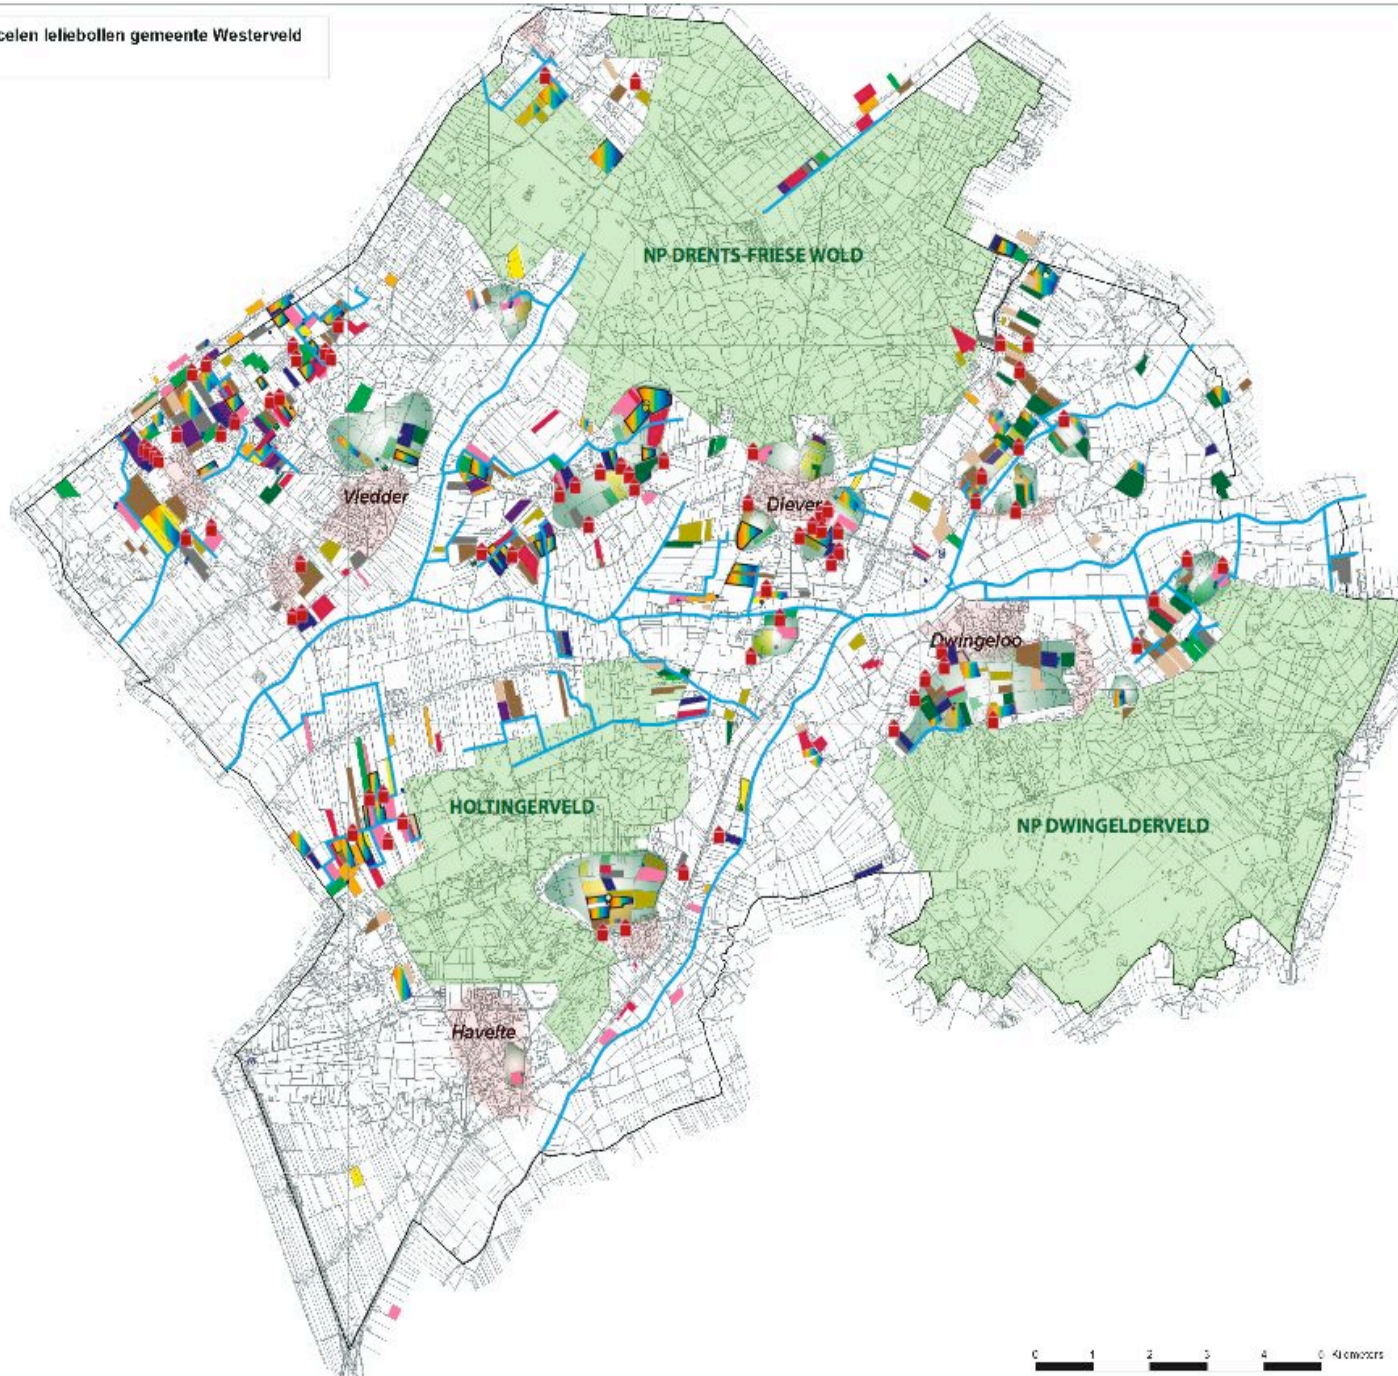 celen leliebollen gemeente Westerveld
NP DRENTS-FRIESE WOLD
Vledder
Diever
Dwingeloo
HOLTINGERVELD
NP DWINGELDERVELD
Havelte
0 1 2 3 4 5 Kilometers